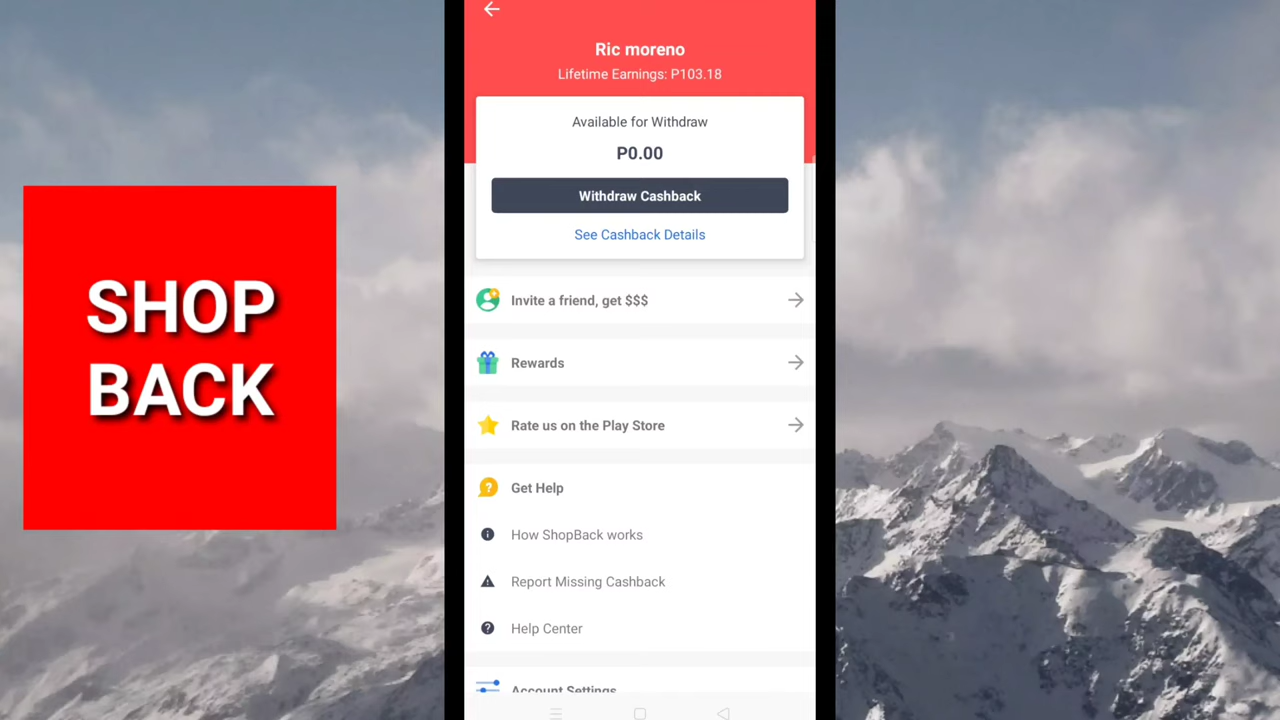 SHOP
BACK
Ric moreno
Lifetime Earnings: P103.18
Available for Withdraw
P0.00
Withdraw Cashback
See Cashback Details
Invite a friend, get $$$
Rewards
Rate us on the Play Store
Get Help
How ShopBack works
Report Missing Cashback
Help Center
Account Settings